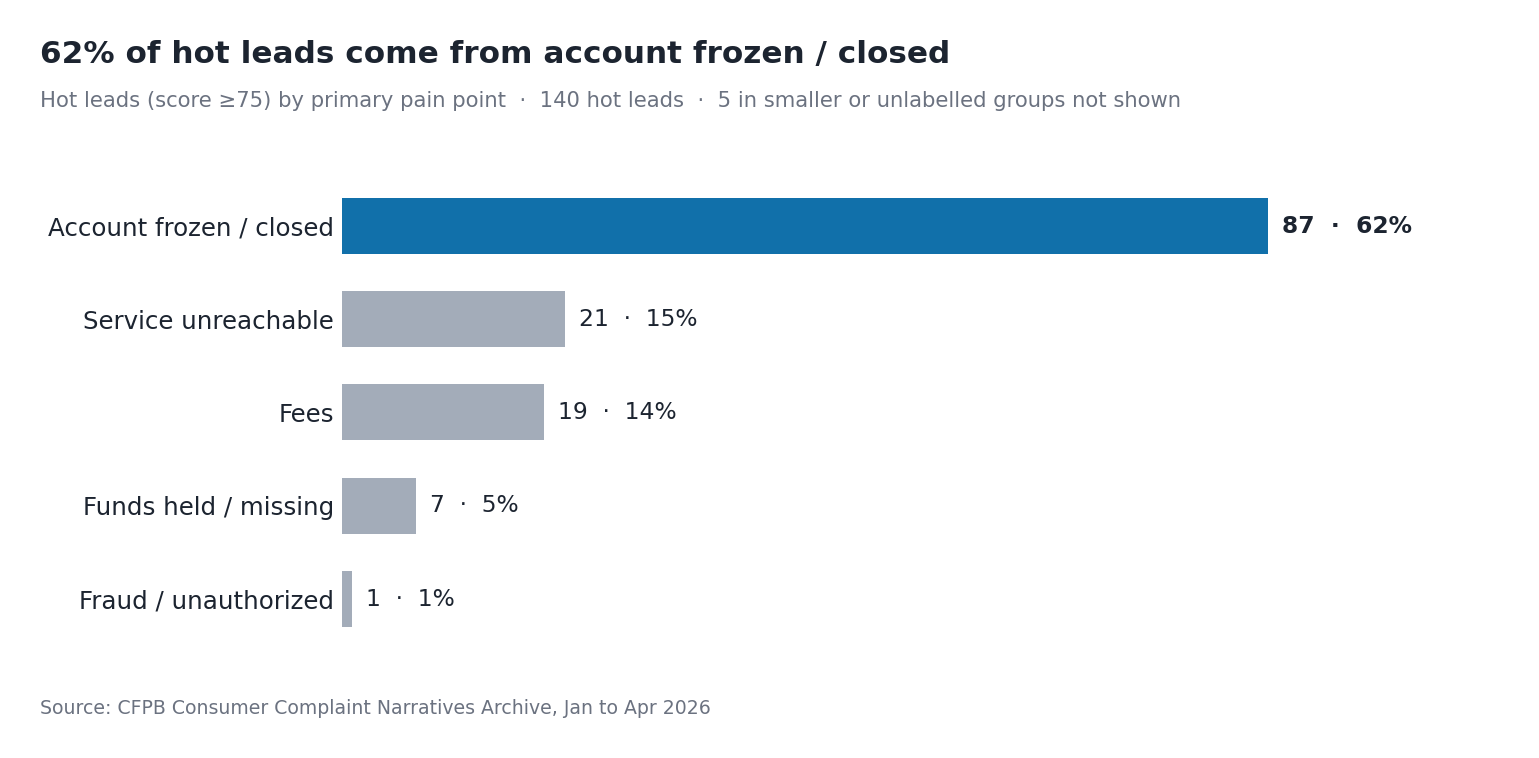 62% of hot leads come from account frozen / closed
Hot leads (score ≥75) by primary pain point · 140 hot leads · 5 in smaller or unlabelled groups not shown
Account frozen / closed 87 · 62%
Service unreachable 21 · 15%
Fees 19 · 14%
Funds held / missing 7 · 5%
Fraud / unauthorized 1 · 1%
Source: CFPB Consumer Complaint Narratives Archive, Jan to Apr 2026